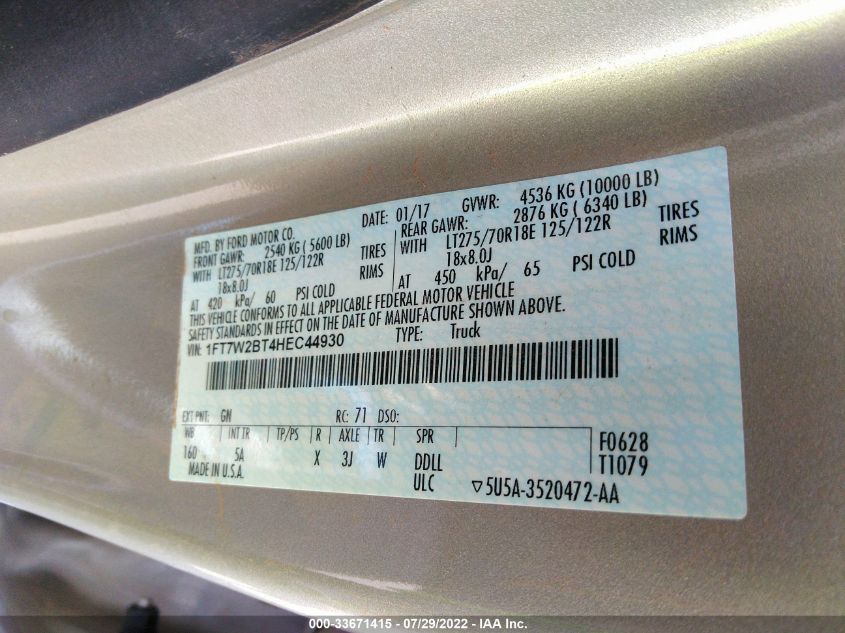 MFD. BY FORD MOTOR CO.
DATE: 01/17 GVWR: 4536 KG (10000 LB)
FRONT GAWR: 2540 KG ( 5600 LB) REAR GAWR: 2876 KG ( 6340 LB)
WITH LT275/70R18E 125/122R TIRES WITH LT275/70R18E 125/122R TIRES
18x8.0J RIMS 18x8.0J RIMS
AT 420 kPa/ 60 PSI COLD AT 450 kPa/ 65 PSI COLD
THIS VEHICLE CONFORMS TO ALL APPLICABLE FEDERAL MOTOR VEHICLE
SAFETY STANDARDS IN EFFECT ON THE DATE OF MANUFACTURE SHOWN ABOVE.
VIN: 1FT7W2BT4HEC44930 TYPE: Truck
EXT PNT: GN RC: 71 DSO:
WB INT TR TP/PS R AXLE TR SPR F0628
160 5A X 3J W DDLL T1079
MADE IN U.S.A. ULC ▽5U5A-3520472-AA
000-33671415 - 07/29/2022 - IAA Inc.